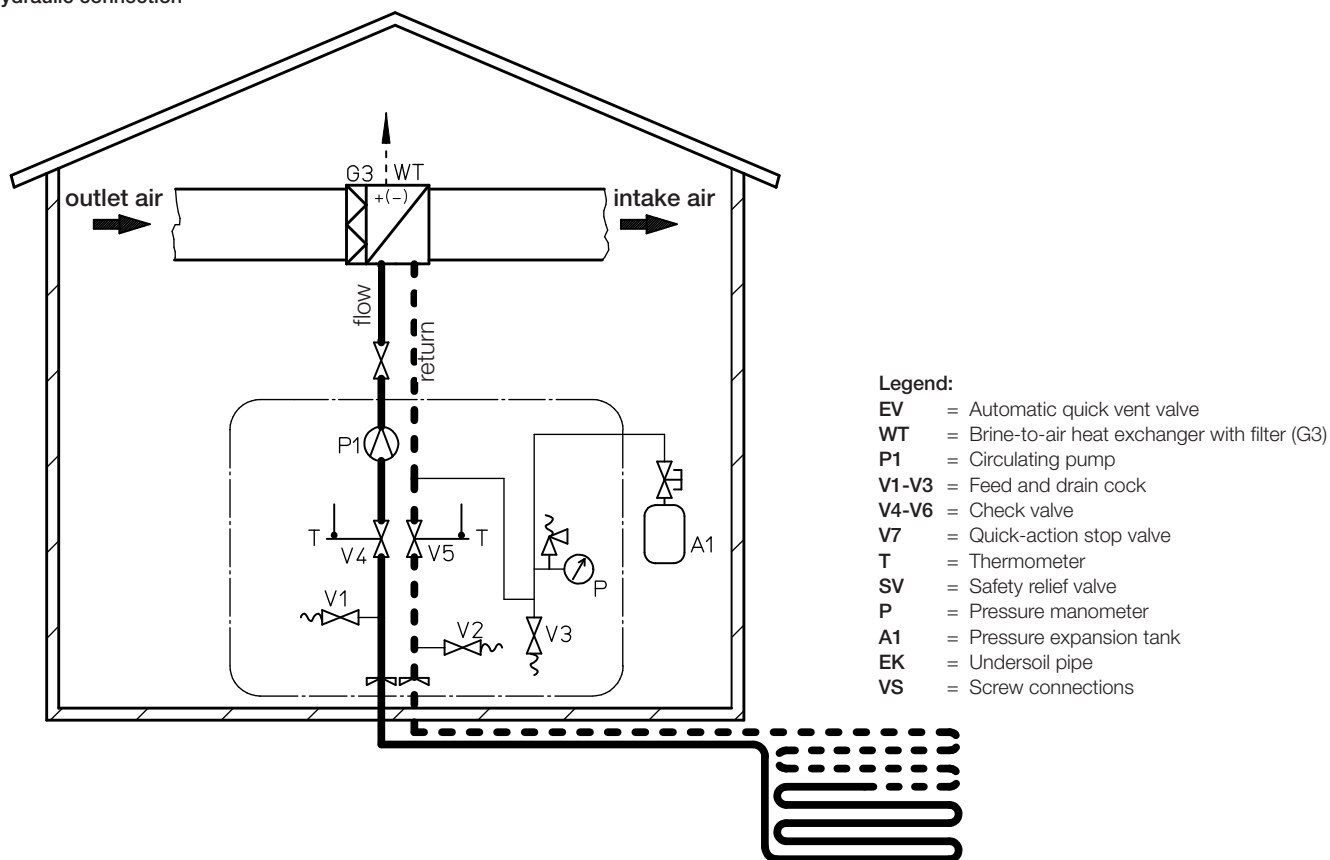 ydraulic connection
G3 WT
+(-)
outlet air
intake air
flow
return
P1
T
V4
V5
T
A1
P
V1
V2
V3
Legend:
EV = Automatic quick vent valve
WT = Brine-to-air heat exchanger with filter (G3)
P1 = Circulating pump
V1-V3 = Feed and drain cock
V4-V6 = Check valve
V7 = Quick-action stop valve
T = Thermometer
SV = Safety relief valve
P = Pressure manometer
A1 = Pressure expansion tank
EK = Undersoil pipe
VS = Screw connections